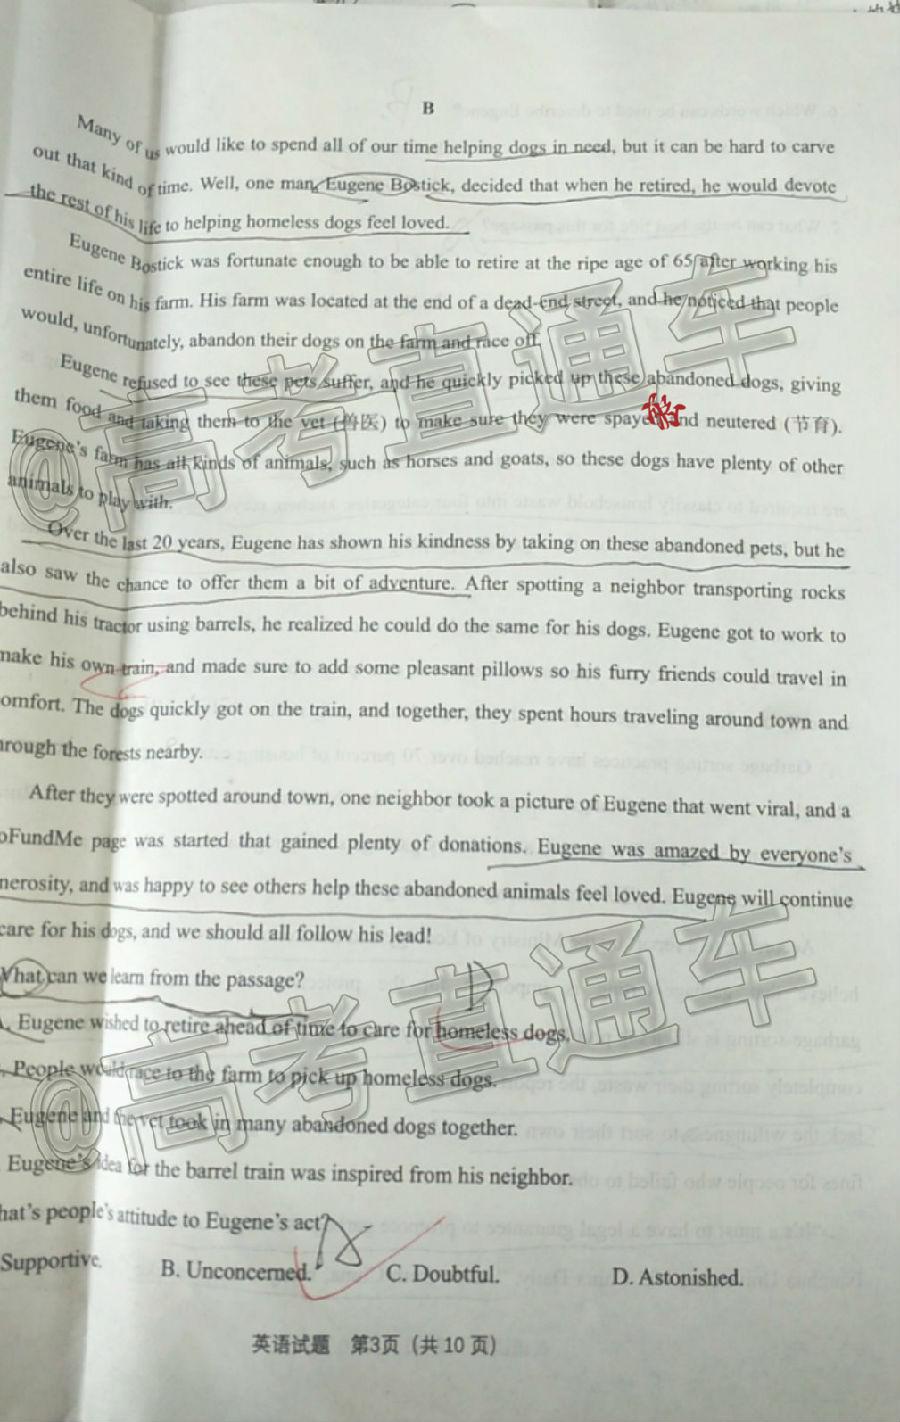 B
Many of us would like to spend all of our time helping dogs in need, but it can be hard to carve
out that kind of time. Well, one man, Eugene Bostick, decided that when he retired, he would devote
the rest of his life to helping homeless dogs feel loved.
Eugene Bostick was fortunate enough to be able to retire at the ripe age of 65 after working his
entire life on his farm. His farm was located at the end of a dead-end street, and he noticed that people
would, unfortunately, abandon their dogs on the farm and race off.
Eugene refused to see these pets suffer, and he quickly picked up these abandoned dogs, giving
them food and taking them to the vet (兽医) to make sure they were spayed and neutered (节育).
Eugene's farm has all kinds of animals, such as horses and goats, so these dogs have plenty of other
animals to play with.
Over the last 20 years, Eugene has shown his kindness by taking on these abandoned pets, but he
also saw the chance to offer them a bit of adventure. After spotting a neighbor transporting rocks
behind his tractor using barrels, he realized he could do the same for his dogs. Eugene got to work to
make his own train, and made sure to add some pleasant pillows so his furry friends could travel in
omfort. The dogs quickly got on the train, and together, they spent hours traveling around town and
rough the forests nearby.
After they were spotted around town, one neighbor took a picture of Eugene that went viral, and a
oFundMe page was started that gained plenty of donations. Eugene was amazed by everyone's
nerosity, and was happy to see others help these abandoned animals feel loved. Eugene will continue
care for his dogs, and we should all follow his lead!
What can we learn from the passage?
D
Eugene wished to retire ahead of time to care for homeless dogs.
People would race to the farm to pick up homeless dogs.
Eugene and the vet took in many abandoned dogs together.
Eugene's idea for the barrel train was inspired from his neighbor.
hat's people's attitude to Eugene's act?
A
Supportive. B. Unconcerned. C. Doubtful. D. Astonished.
英语试题 第3页 (共 10 页)
@高考直通车
@高考直通车